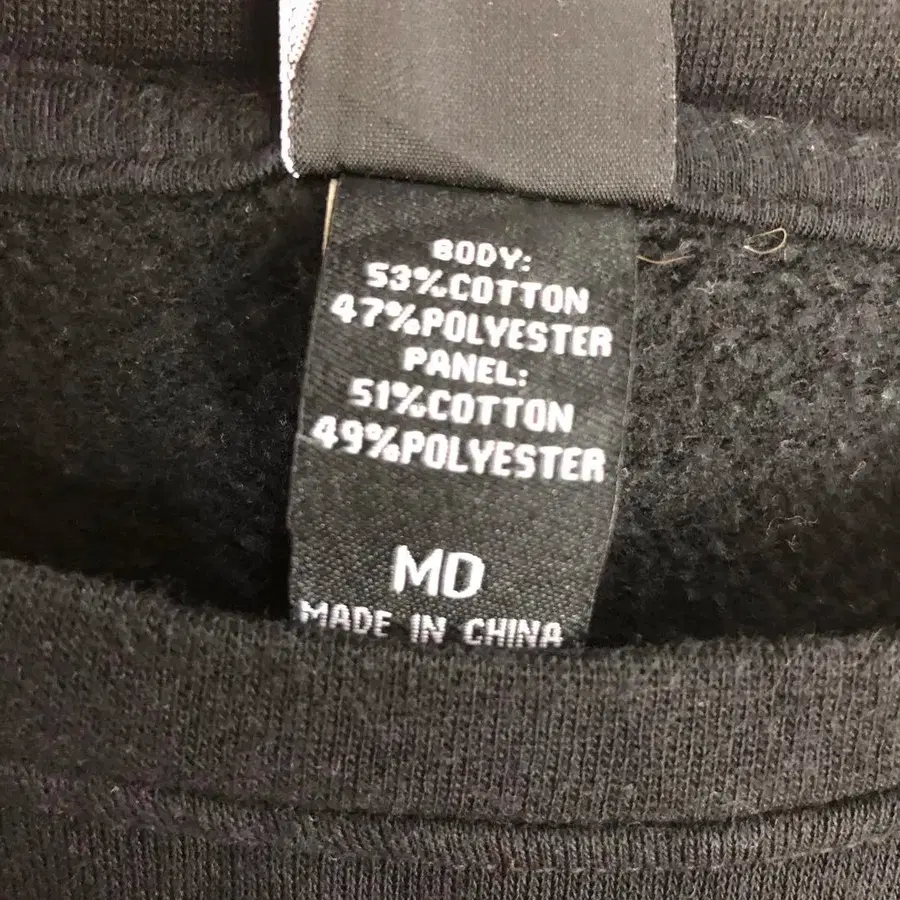 BODY:
53%COTTON
47%POLYESTER
PANEL:
51%COTTON
49%POLYESTER
MD
MADE IN CHINA